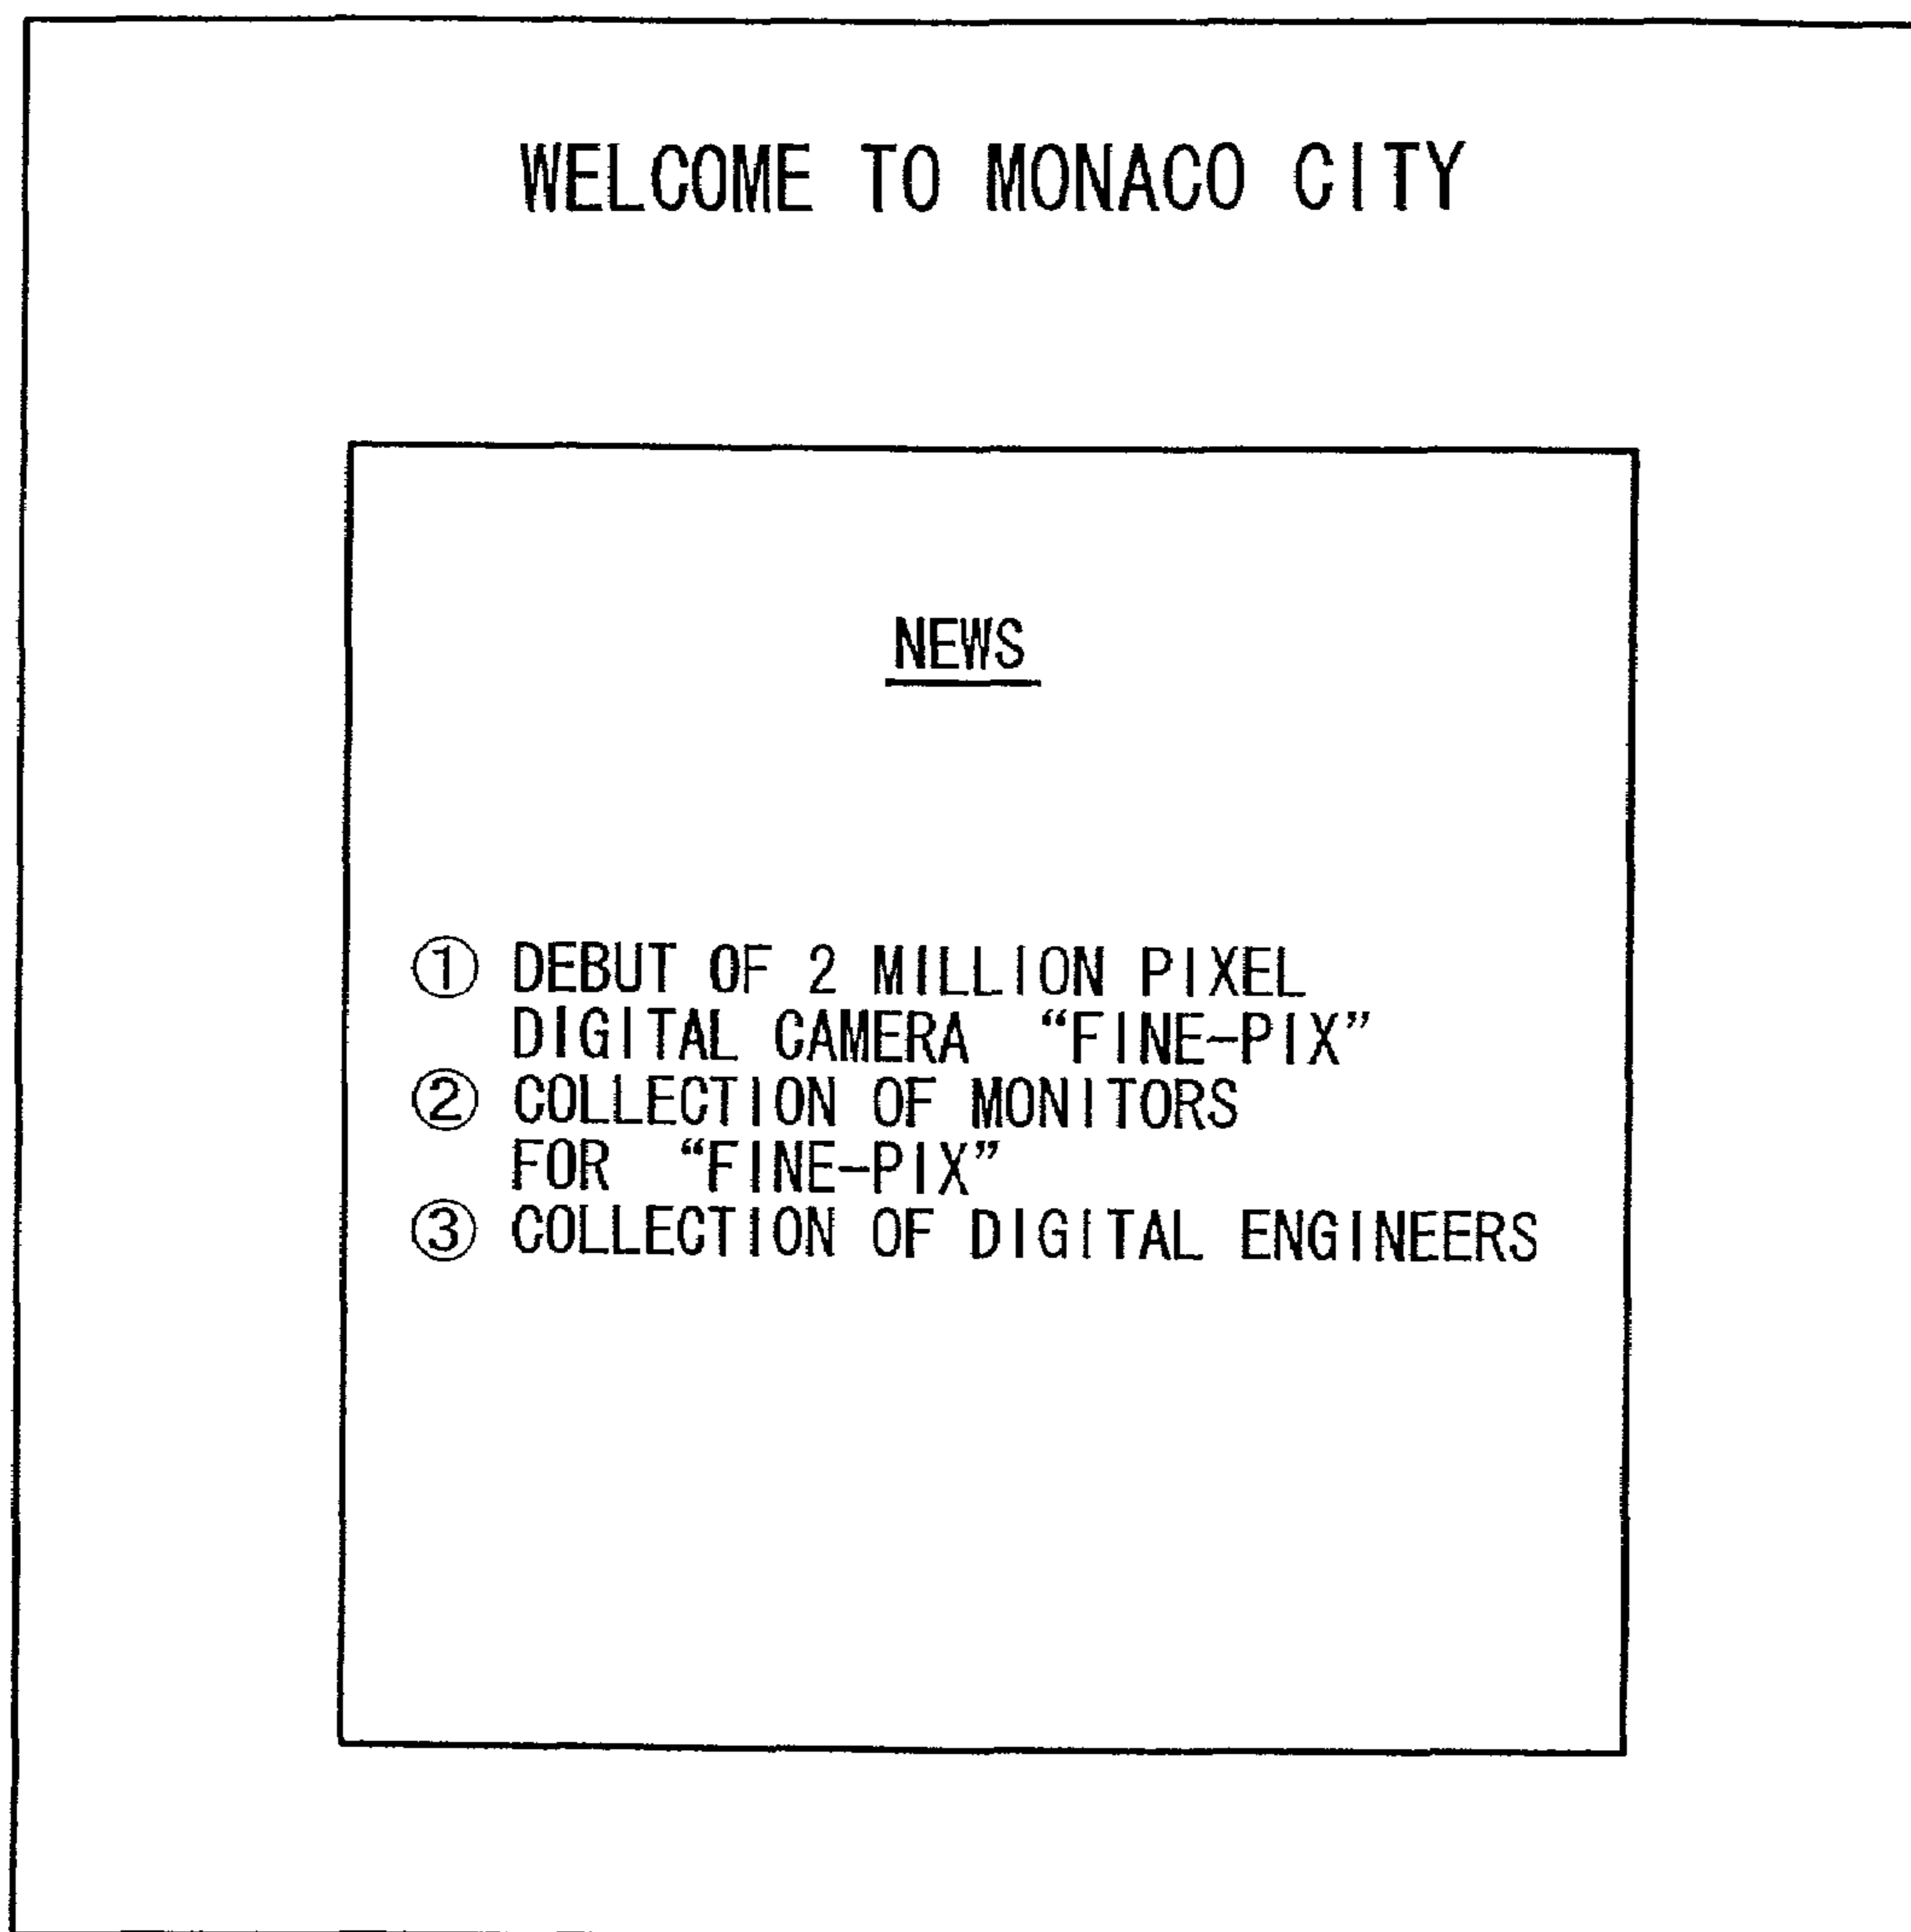 WELCOME TO MONACO CITY
NEWS
① DEBUT OF 2 MILLION PIXEL
DIGITAL CAMERA “FINE-PIX”
② COLLECTION OF MONITORS
FOR “FINE-PIX”
③ COLLECTION OF DIGITAL ENGINEERS